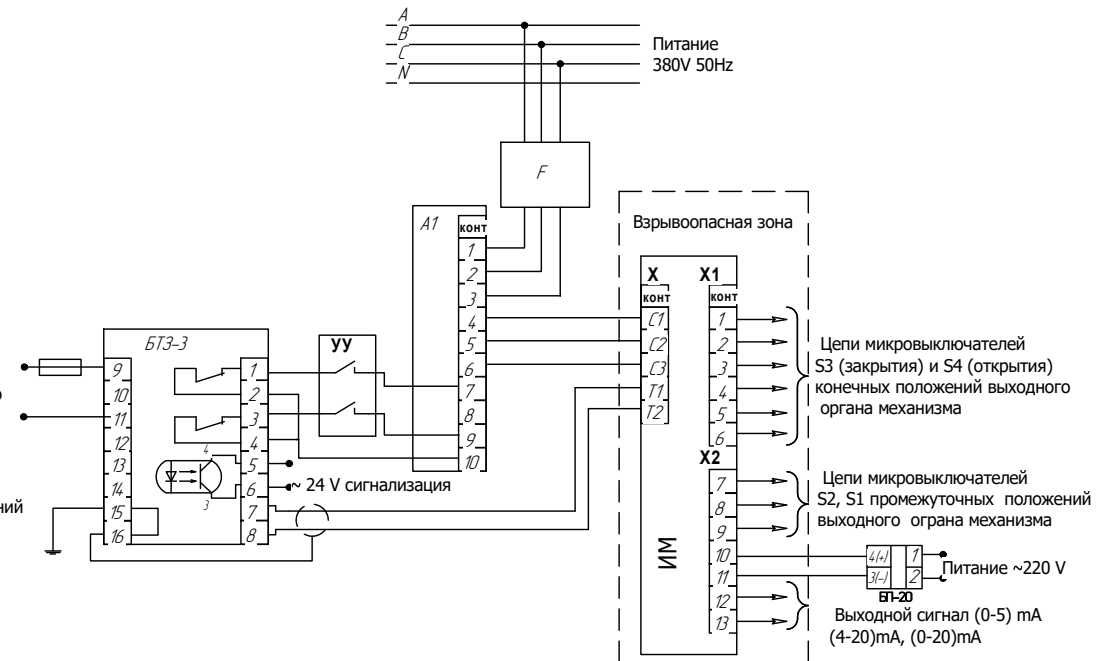 A
B
C
N
Питание
380V 50Hz
F
A1
конт
1
2
3
4
5
6
7
8
9
10
Взрывоопасная зона
X
конт
C1
C2
C3
T1
T2
X1
конт
1
2
3
4
5
6
X2
7
8
9
10
11
12
13
ИМ
Цепи микровыключателей
S3 (закрытия) и S4 (открытия)
конечных положений выходного
органа механизма
Цепи микровыключателей
S2, S1 промежуточных положений
выходного ограна механизма
4(+)
3(-)
1
2
БП-20
Питание ~220 V
Выходной сигнал (0-5) mA
(4-20)mA, (0-20)mA
БТЗ-3
9
10
11
12
13
14
15
16
1
2
3
4
5
6
7
8
4
3
УУ
~ 24 V сигнализация
ний